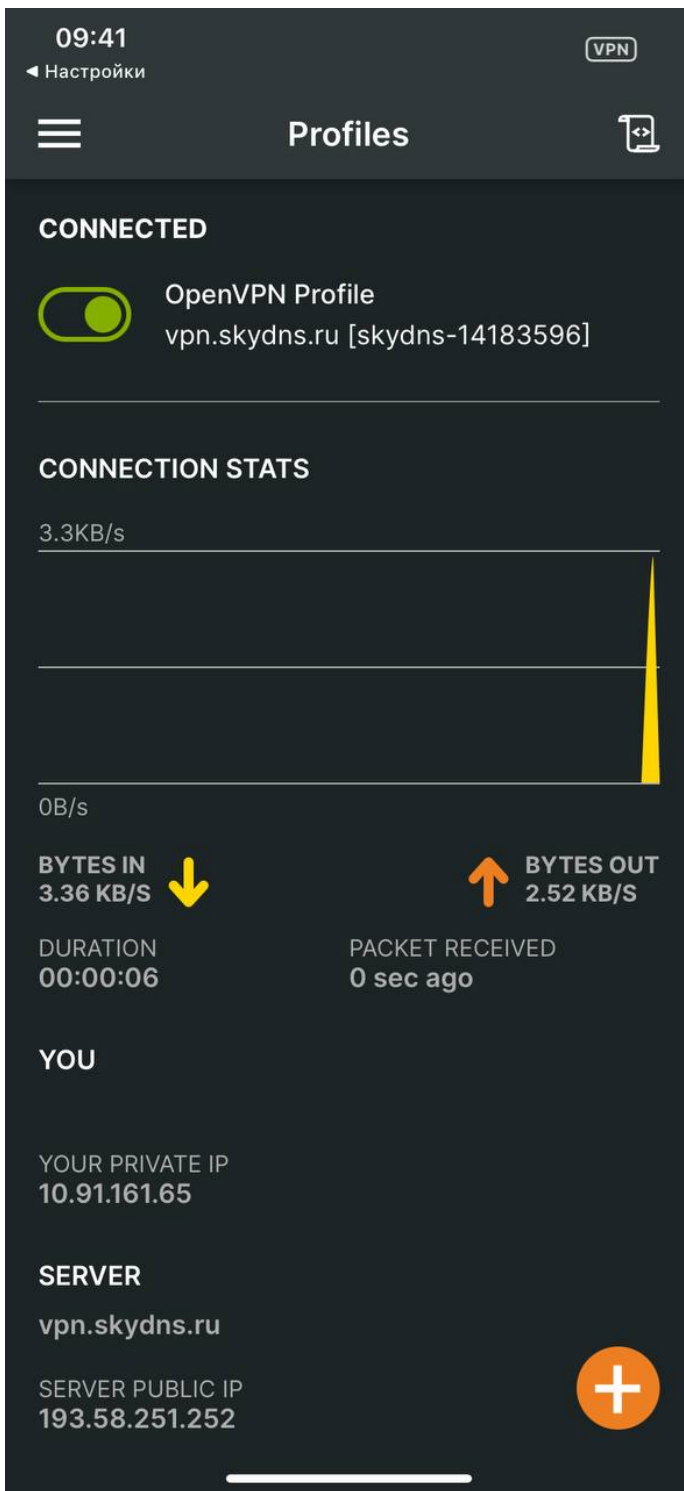 09:41
VPN
◀ Настройки
Profiles
CONNECTED
OpenVPN Profile
vpn.skydns.ru [skydns-14183596]
CONNECTION STATS
3.3KB/s
0B/s
BYTES IN
3.36 KB/S
BYTES OUT
2.52 KB/S
DURATION
00:00:06
PACKET RECEIVED
0 sec ago
YOU
YOUR PRIVATE IP
10.91.161.65
SERVER
vpn.skydns.ru
SERVER PUBLIC IP
193.58.251.252